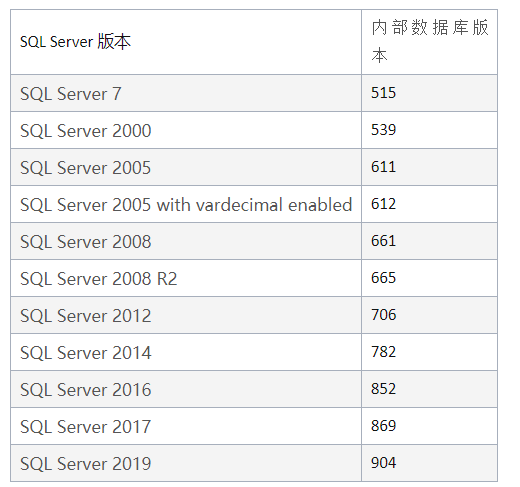 SQL Server 版本
内部数据库版
本
SQL Server 7
515
SQL Server 2000
539
SQL Server 2005
611
SQL Server 2005 with vardecimal enabled
612
SQL Server 2008
661
SQL Server 2008 R2
665
SQL Server 2012
706
SQL Server 2014
782
SQL Server 2016
852
SQL Server 2017
869
SQL Server 2019
904